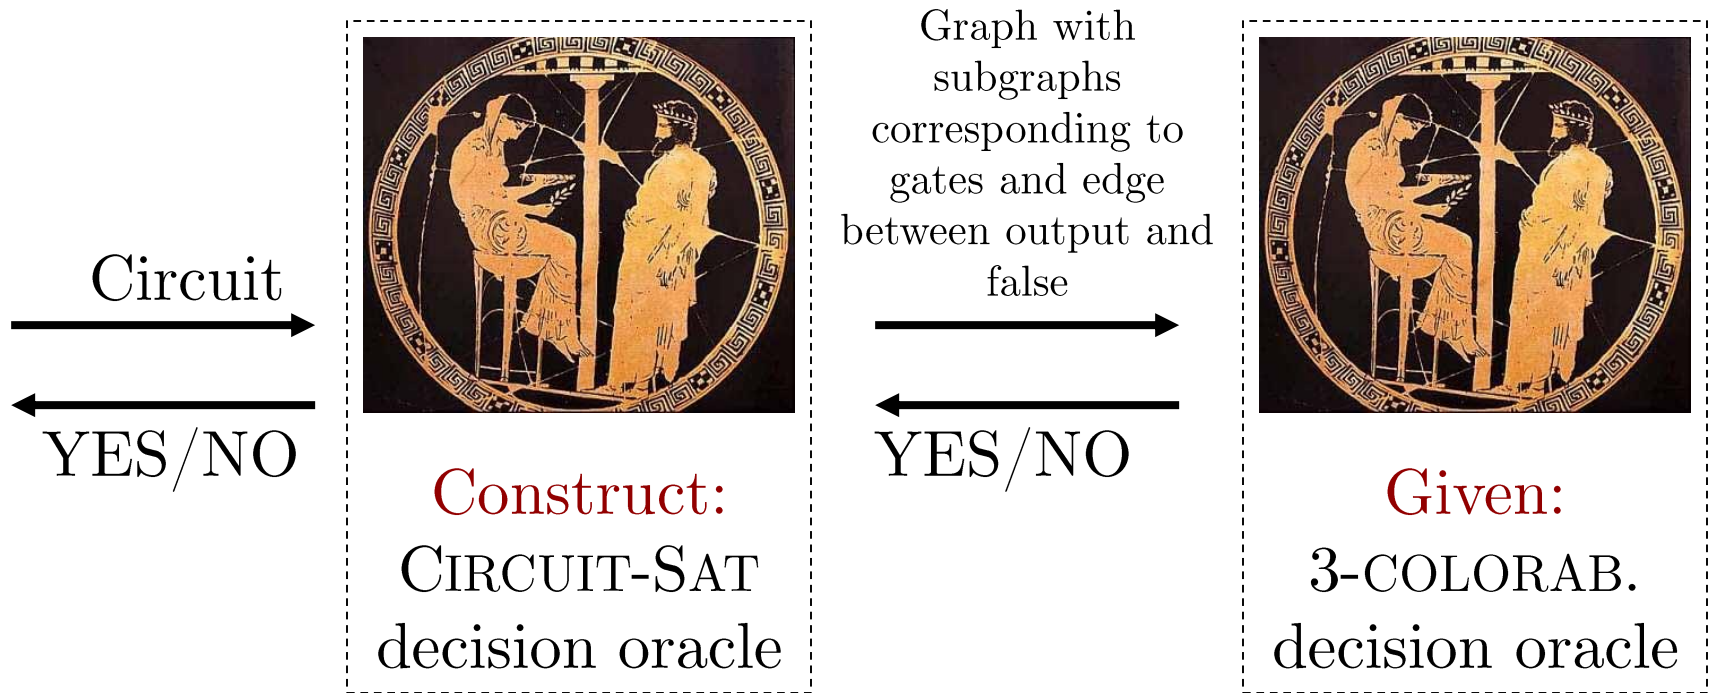 Circuit
YES/NO
Construct:
CIRCUIT-SAT
decision oracle
Graph with
subgraphs
corresponding to
gates and edge
between output and
false
YES/NO
Given:
3-COLORAB.
decision oracle